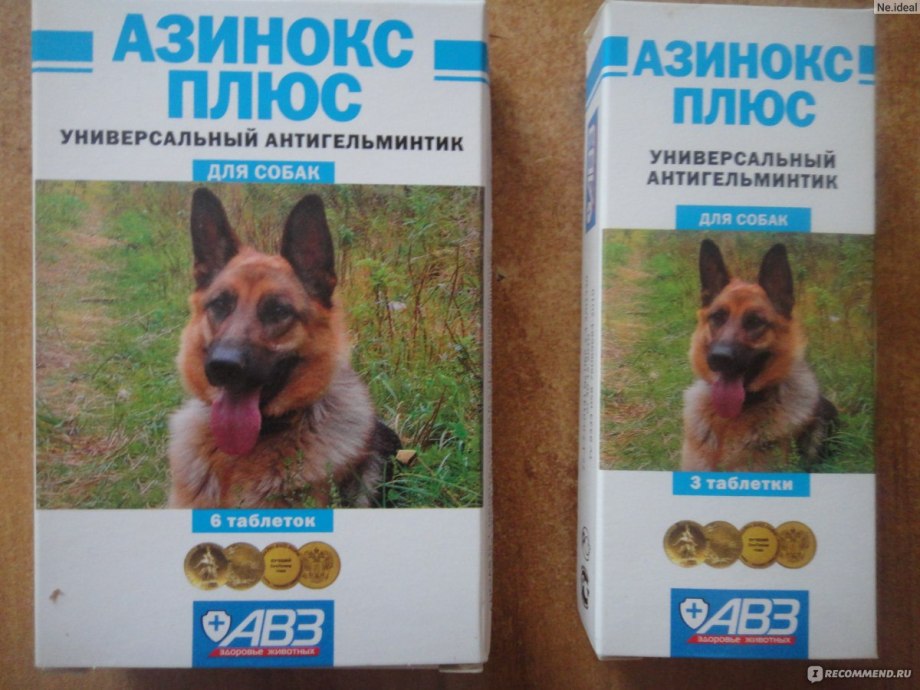 Ne.ideal
АЗИНОКС
ПЛЮС
УНИВЕРСАЛЬНЫЙ АНТИГЕЛЬМИНТИК
ДЛЯ СОБАК
6 таблеток
АВЗ
здоровье животных
АЗИНОКС
ПЛЮС
УНИВЕРСАЛЬНЫЙ
АНТИГЕЛЬМИНТИК
ДЛЯ СОБАК
3 таблетки
АВЗ
здоровье животных
IRECOMMEND.RU